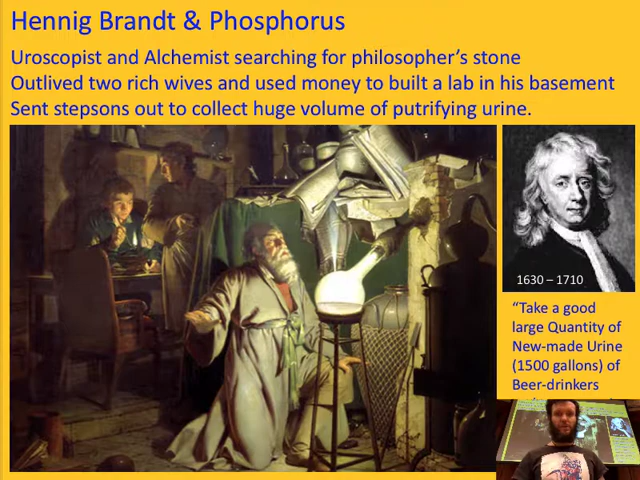 Hennig Brandt & Phosphorus
Uroscopist and Alchemist searching for philosopher's stone
Outlived two rich wives and used money to built a lab in his basement
Sent stepsons out to collect huge volume of putrifying urine.
1630 – 1710
"Take a good
large Quantity of
New-made Urine
(1500 gallons) of
Beer-drinkers